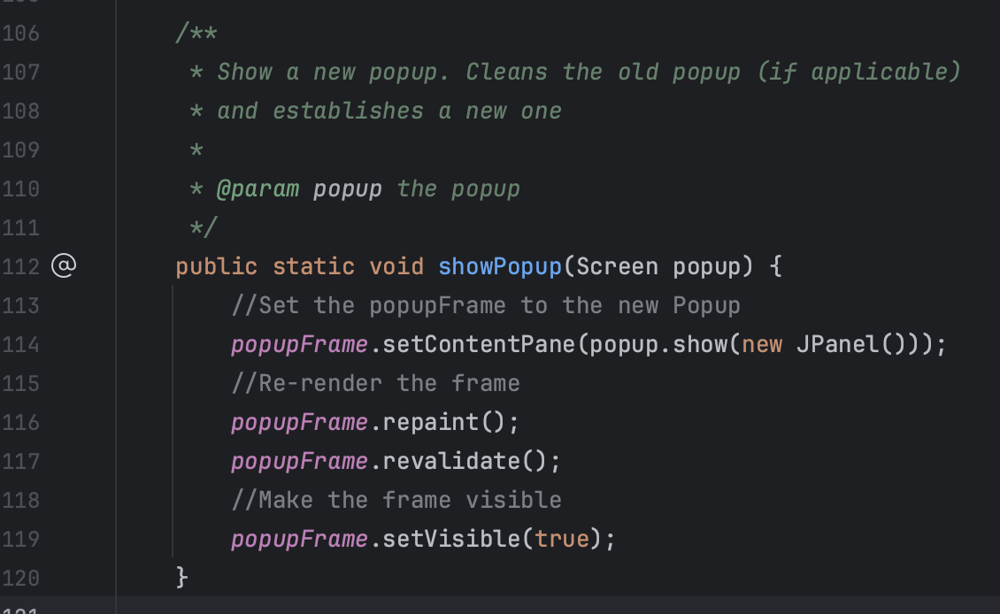 106 /**
107 * Show a new popup. Cleans the old popup (if applicable)
108 * and establishes a new one
109 *
110 * @param popup the popup
111 */
112 @ public static void showPopup(Screen popup) {
113 //Set the popupFrame to the new Popup
114 popupFrame.setContentPane(popup.show(new JPanel()));
115 //Re-render the frame
116 popupFrame.repaint();
117 popupFrame.revalidate();
118 //Make the frame visible
119 popupFrame.setVisible(true);
120 }